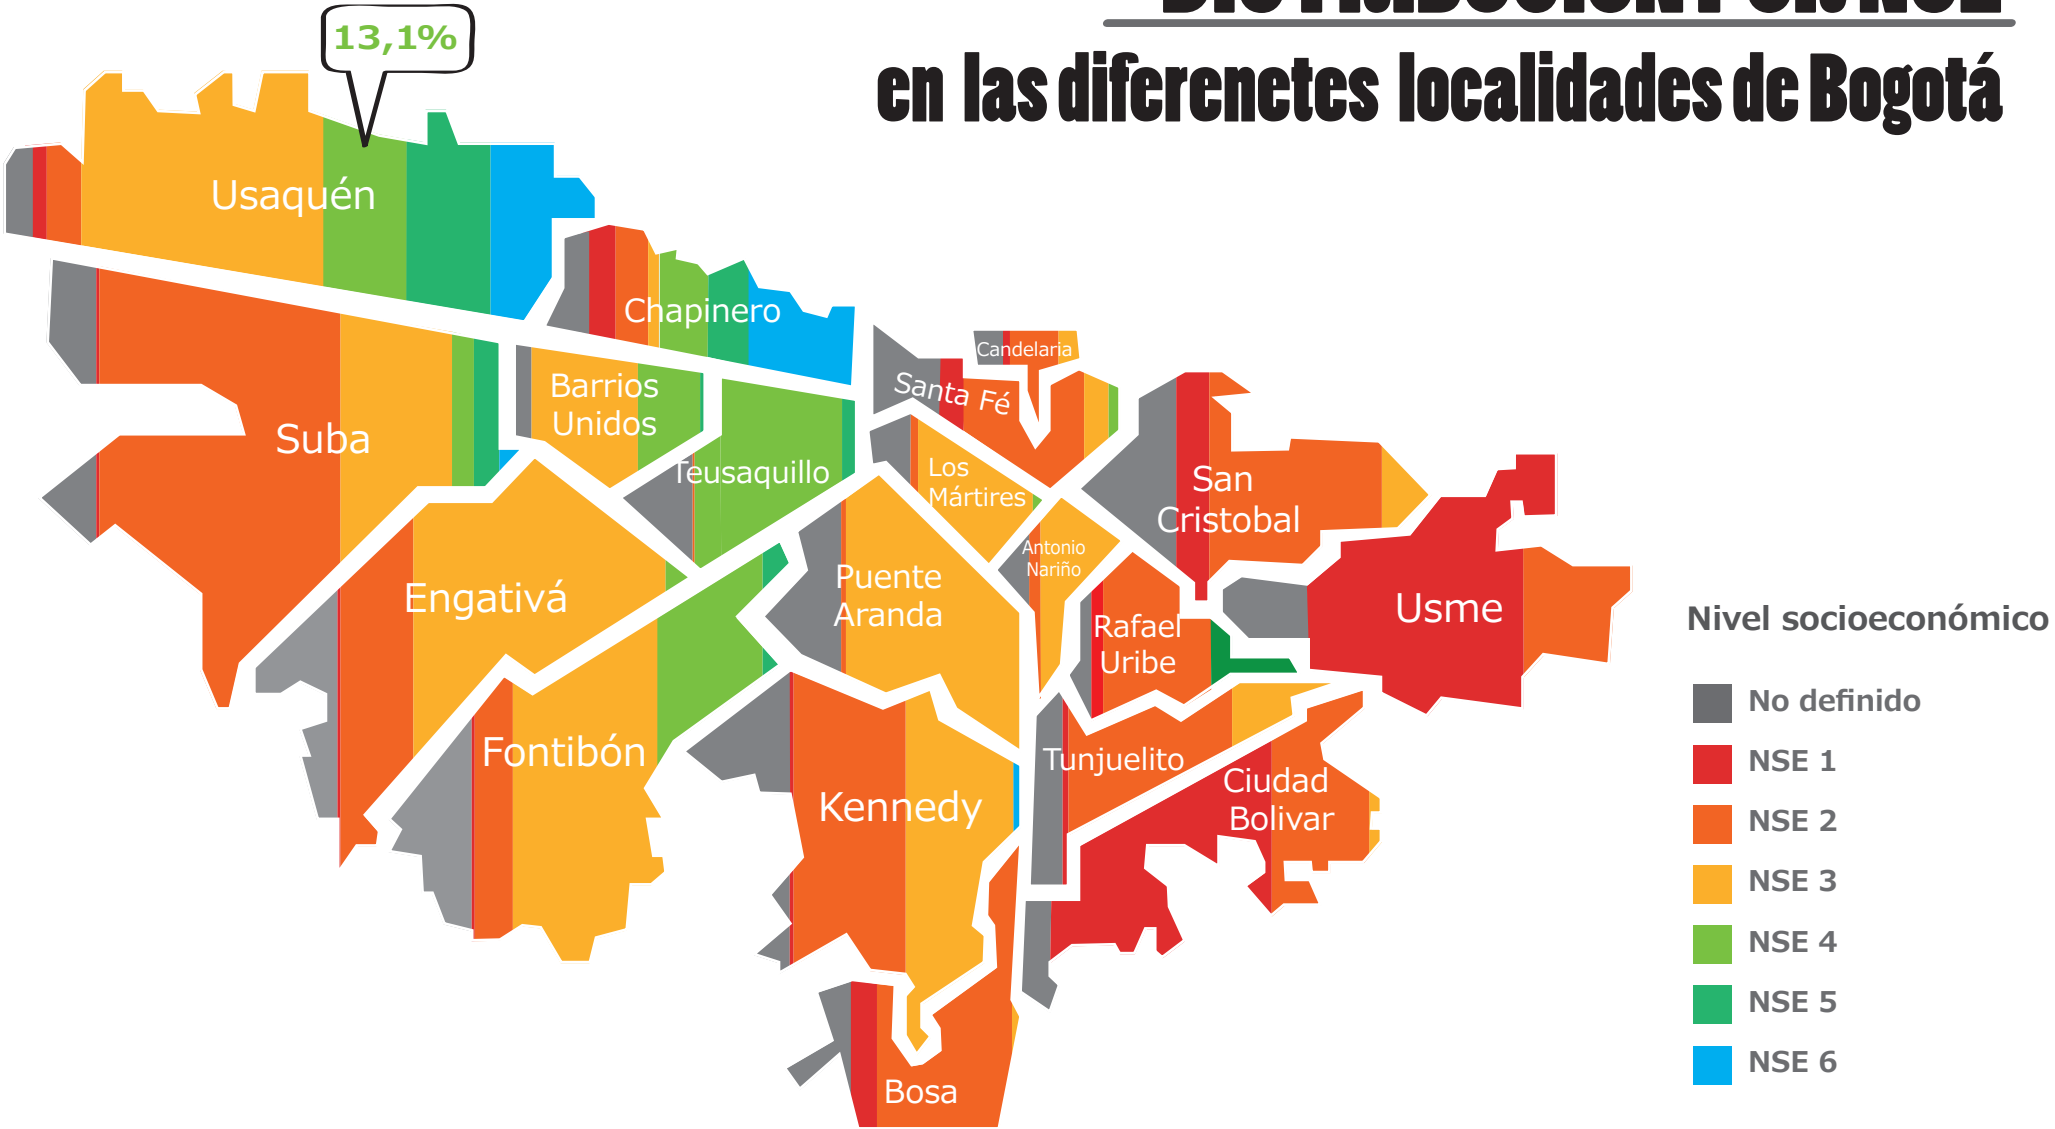 en las diferenetes localidades de Bogotá
13,1%
Usaquén
Chapinero
Candelaria
Santa Fé
Barrios
Unidos
Suba
Teusaquillo
Los
Mártires
San
Cristobal
Antonio
Nariño
Engativá
Puente
Aranda
Rafael
Uribe
Usme
Fontibón
Kennedy
Tunjuelito
Ciudad
Bolivar
Bosa
Nivel socioeconómico
No definido
NSE 1
NSE 2
NSE 3
NSE 4
NSE 5
NSE 6